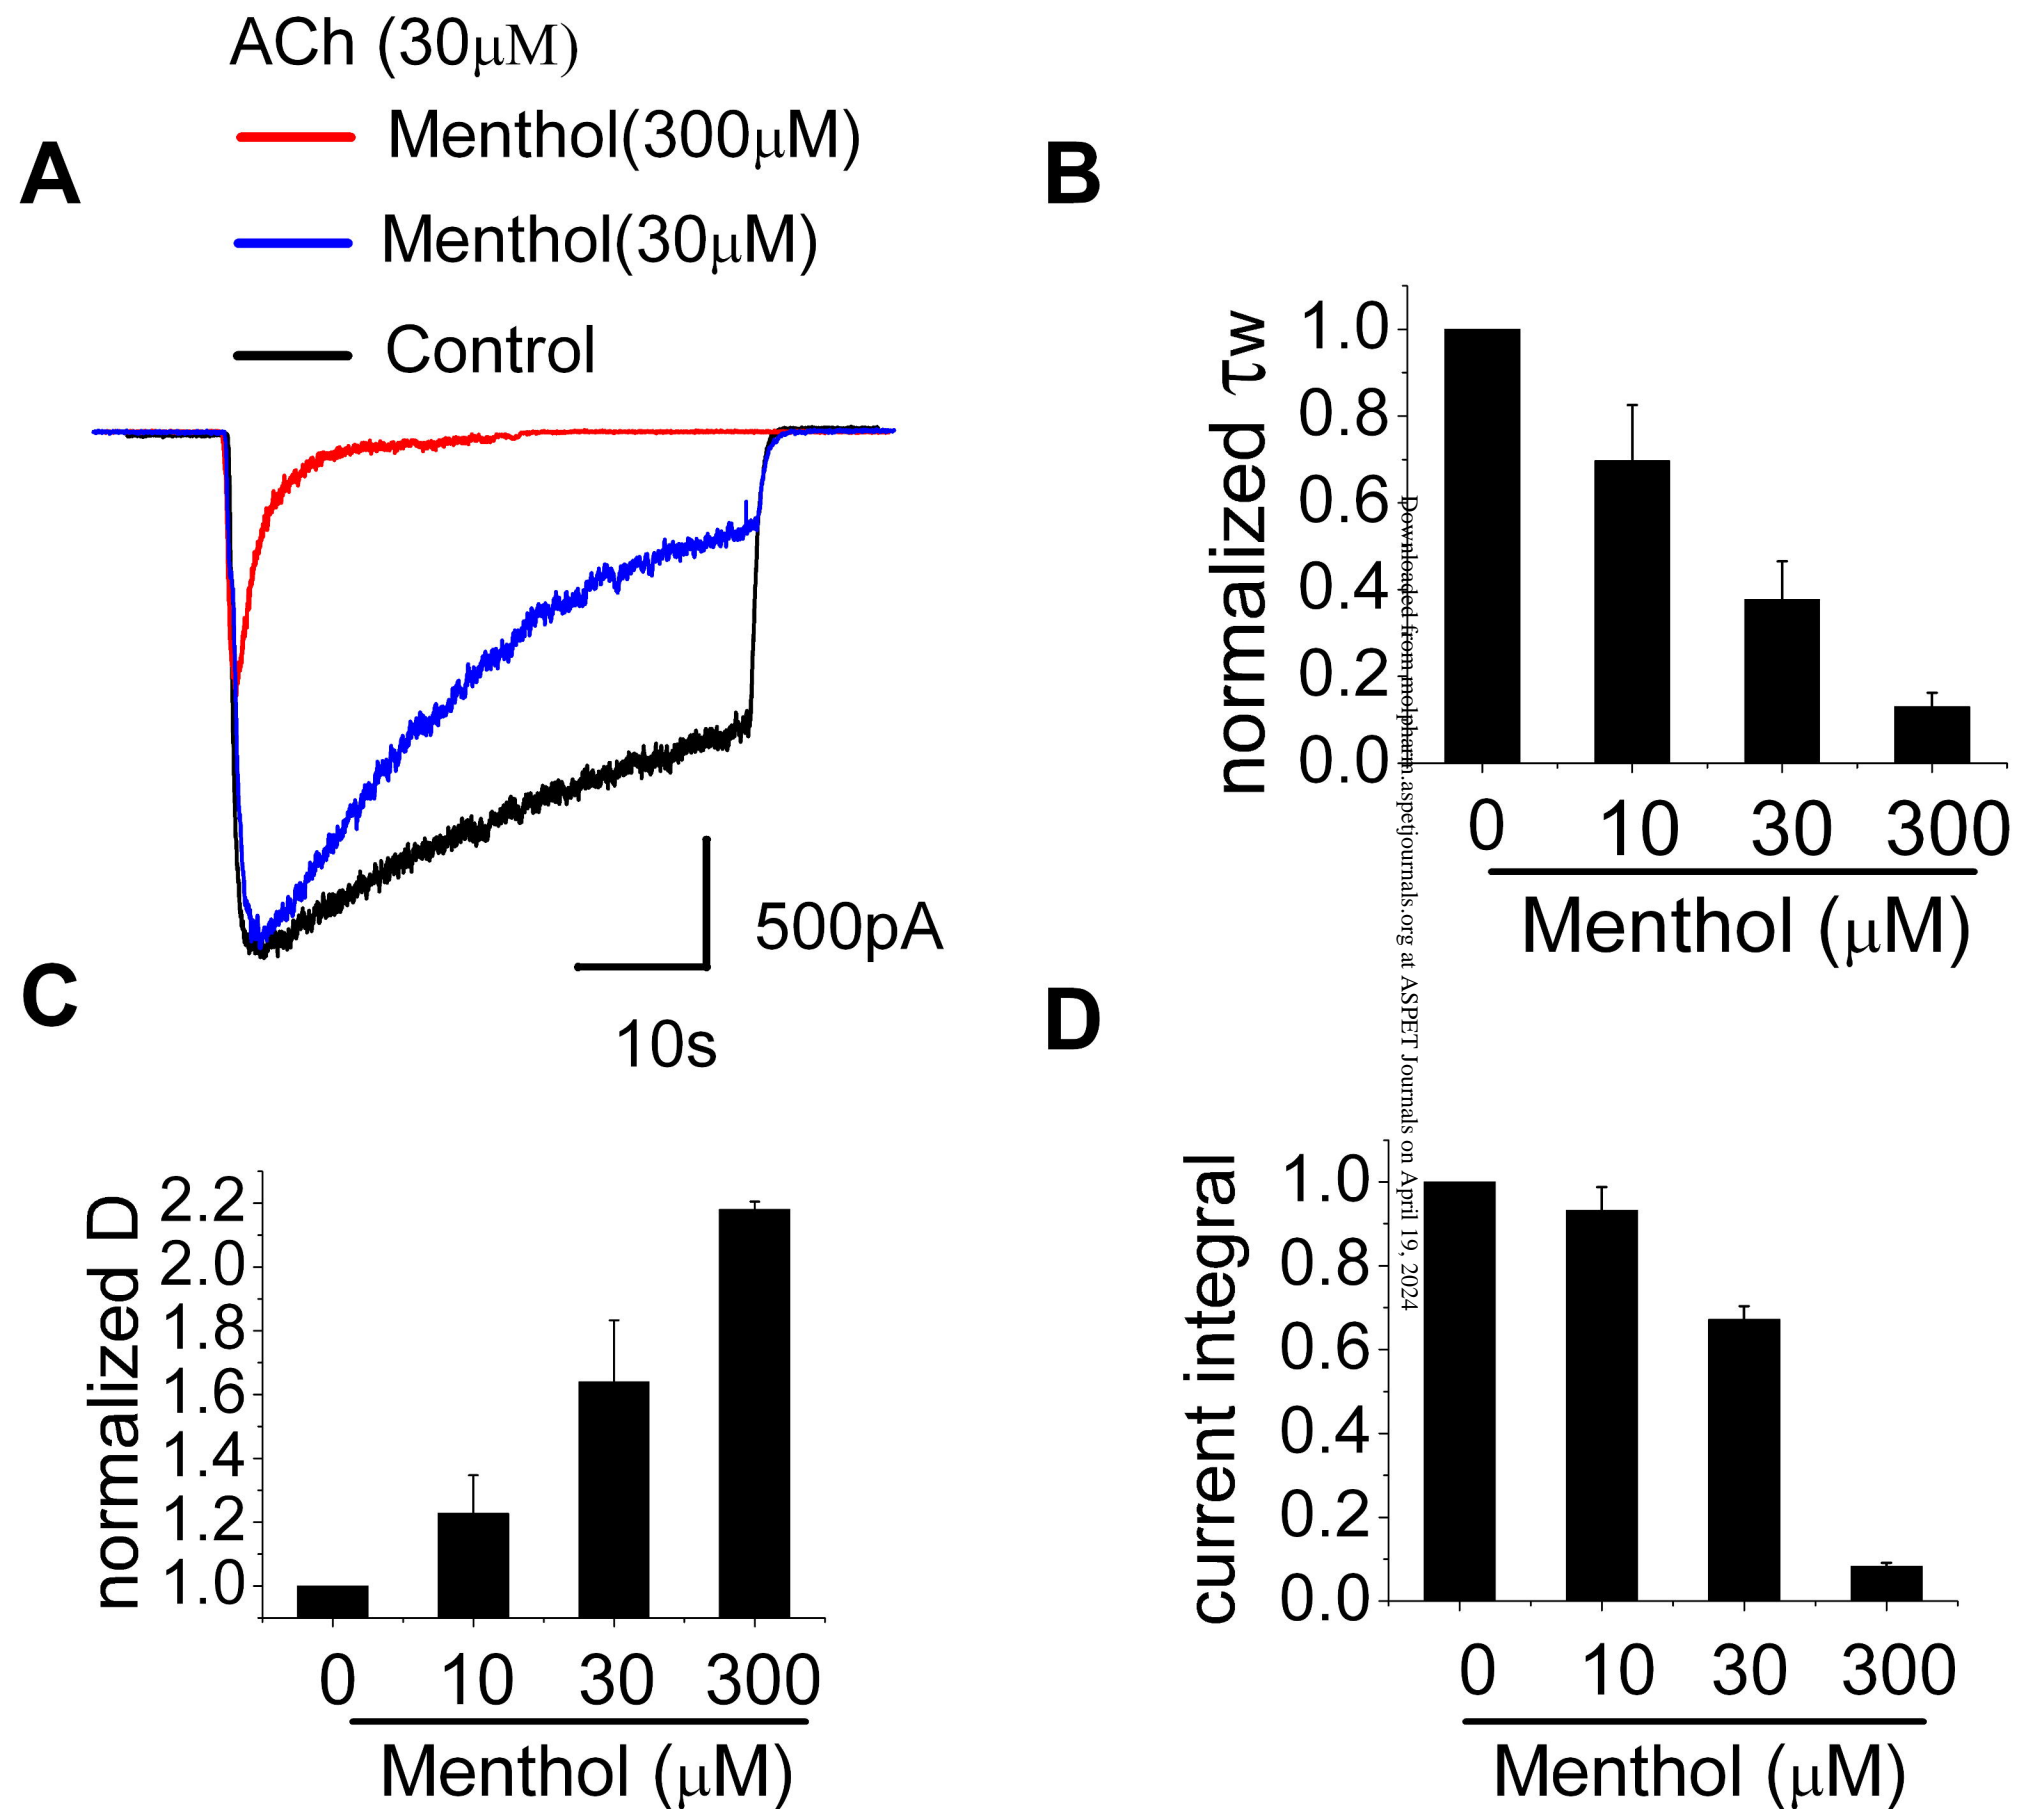 ACh (30μM)
A
Menthol(300μM)
Menthol(30μM)
Control
500pA
10s
B
normalized τw
1.0
0.8
0.6
0.4
0.2
0.0
0 10 30 300
Menthol (μM)
C
normalized D
2.2
2.0
1.8
1.6
1.4
1.2
1.0
0 10 30 300
Menthol (μM)
D
current integral
1.0
0.8
0.6
0.4
0.2
0.0
0 10 30 300
Menthol (μM)
Downloaded from molpharm.aspetjournals.org at ASPET Journals on April 19, 2024